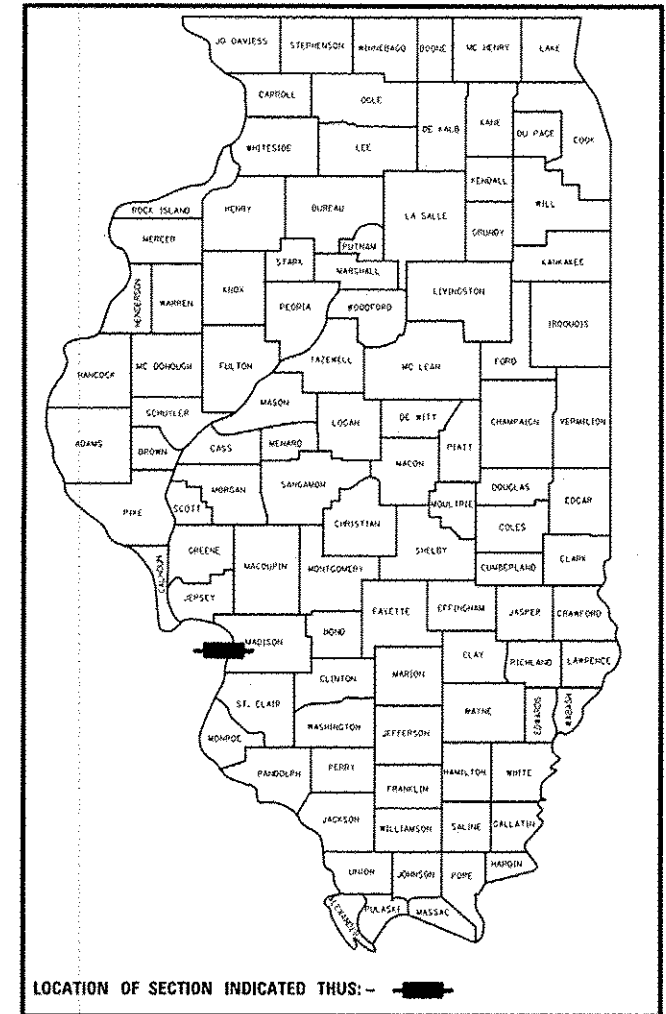 JO DAVIESS STEPHENSON WINNEBAGO BOONE MC HENRY LAKE
CARROLL OGLE DE KALB KANE DU PAGE COOK
WHITESIDE LEE KENDALL WILL
ROCK ISLAND HENRY BUREAU LA SALLE GRUNDY
MERCER PUTNAM KANKAKEE
HENDERSON WARREN KNOX STARK MARSHALL LIVINGSTON
PEORIA WOODFORD IROQUOIS
HANCOCK MC DONOUGH FULTON TAZEWELL MC LEAN FORD
SCHUYLER MASON LOGAN DE WITT CHAMPAIGN VERMILION
ADAMS BROWN CASS MENARD MACON PIATT
PIKE SCOTT MORGAN SANGAMON CHRISTIAN MOULTRIE DOUGLAS EDGAR
COLES
CALHOUN GREENE MACOUPIN MONTGOMERY SHELBY CUMBERLAND CLARK
JERSEY FAYETTE EFFINGHAM JASPER CRAWFORD
MADISON BOND CLAY RICHLAND LAWRENCE
CLINTON MARION
ST. CLAIR WAYNE EDWARDS WABASH
MONROE WASHINGTON JEFFERSON
RANDOLPH PERRY HAMILTON WHITE
FRANKLIN
JACKSON WILLIAMSON SALINE GALLATIN
UNION JOHNSON POPE HARDIN
ALEXANDER PULASKI MASSAC
LOCATION OF SECTION INDICATED THUS: -